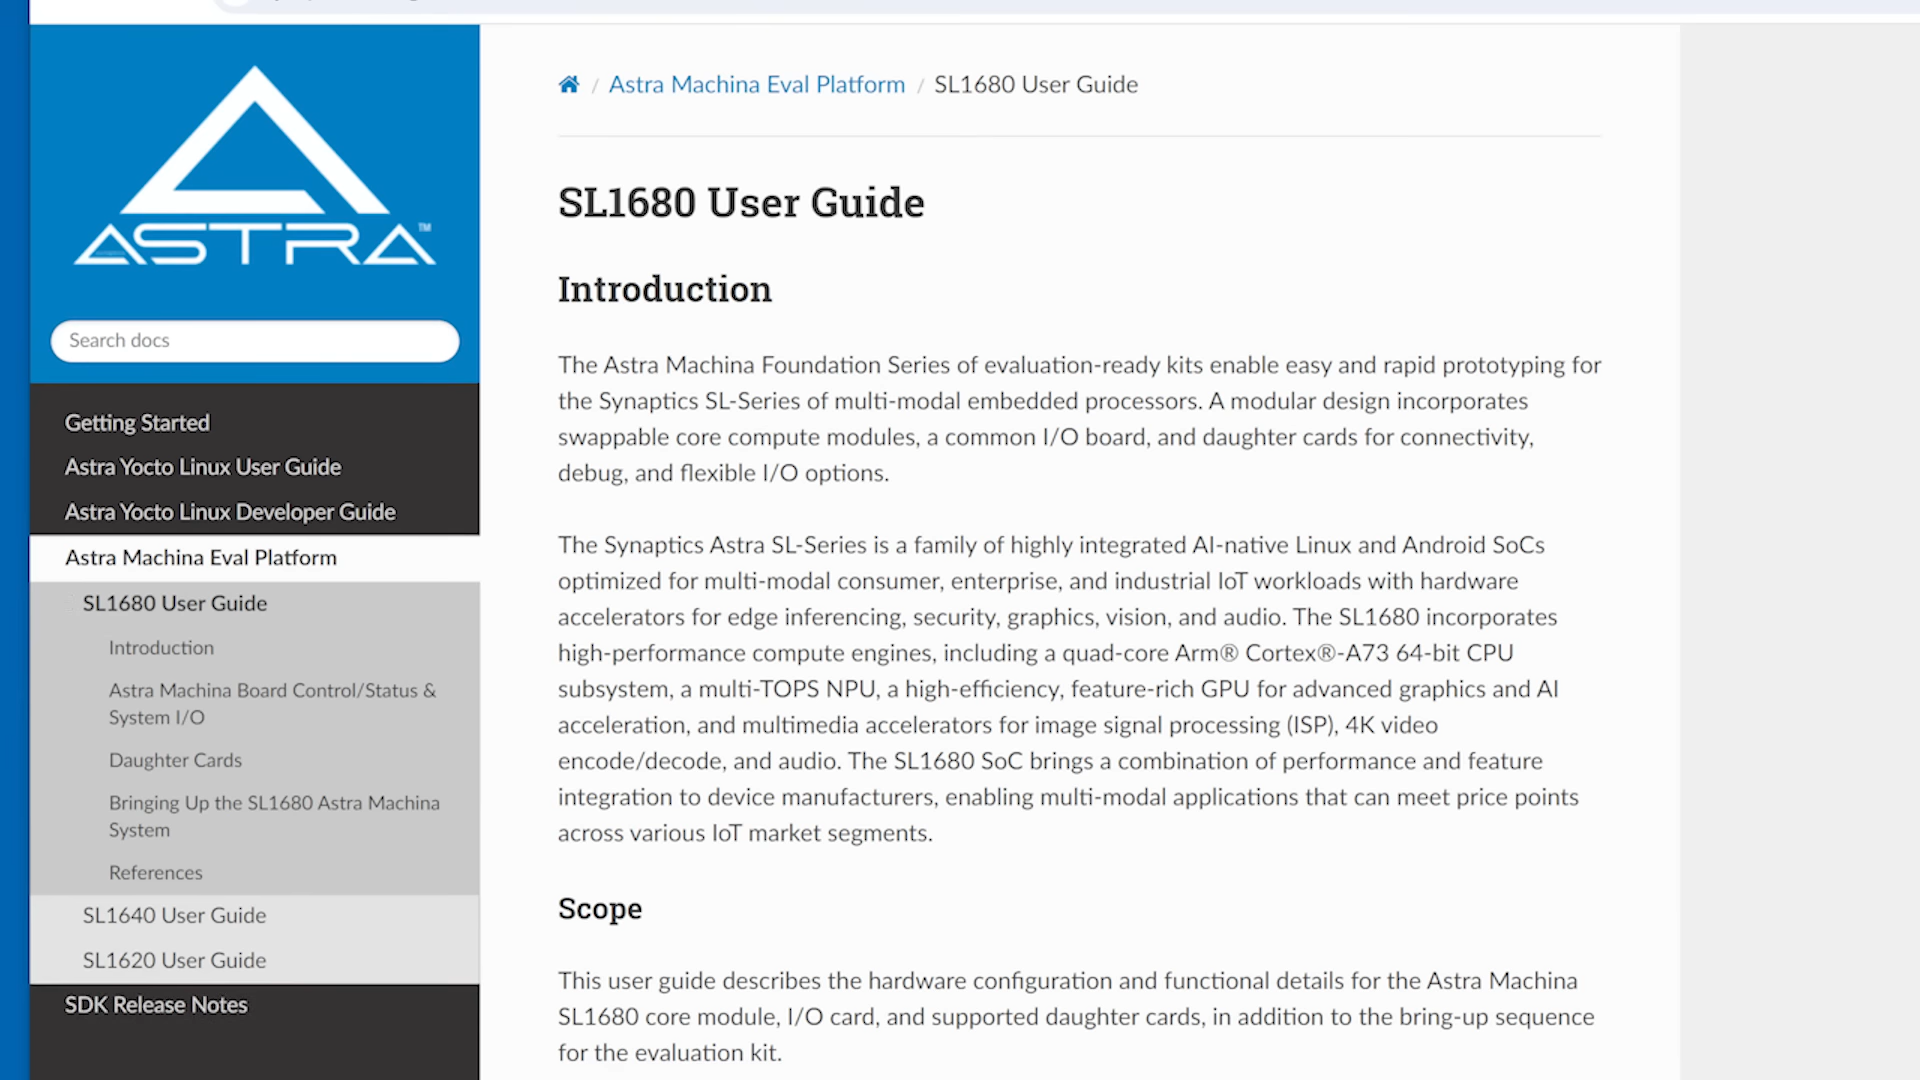 ASTRA™
Search docs
Getting Started
Astra Yocto Linux User Guide
Astra Yocto Linux Developer Guide
Astra Machina Eval Platform
SL1680 User Guide
Introduction
Astra Machina Board Control/Status &
System I/O
Daughter Cards
Bringing Up the SL1680 Astra Machina
System
References
SL1640 User Guide
SL1620 User Guide
SDK Release Notes
/ Astra Machina Eval Platform / SL1680 User Guide
SL1680 User Guide
Introduction
The Astra Machina Foundation Series of evaluation-ready kits enable easy and rapid prototyping for
the Synaptics SL-Series of multi-modal embedded processors. A modular design incorporates
swappable core compute modules, a common I/O board, and daughter cards for connectivity,
debug, and flexible I/O options.
The Synaptics Astra SL-Series is a family of highly integrated AI-native Linux and Android SoCs
optimized for multi-modal consumer, enterprise, and industrial IoT workloads with hardware
accelerators for edge inferencing, security, graphics, vision, and audio. The SL1680 incorporates
high-performance compute engines, including a quad-core Arm® Cortex®-A73 64-bit CPU
subsystem, a multi-TOPS NPU, a high-efficiency, feature-rich GPU for advanced graphics and AI
acceleration, and multimedia accelerators for image signal processing (ISP), 4K video
encode/decode, and audio. The SL1680 SoC brings a combination of performance and feature
integration to device manufacturers, enabling multi-modal applications that can meet price points
across various IoT market segments.
Scope
This user guide describes the hardware configuration and functional details for the Astra Machina
SL1680 core module, I/O card, and supported daughter cards, in addition to the bring-up sequence
for the evaluation kit.